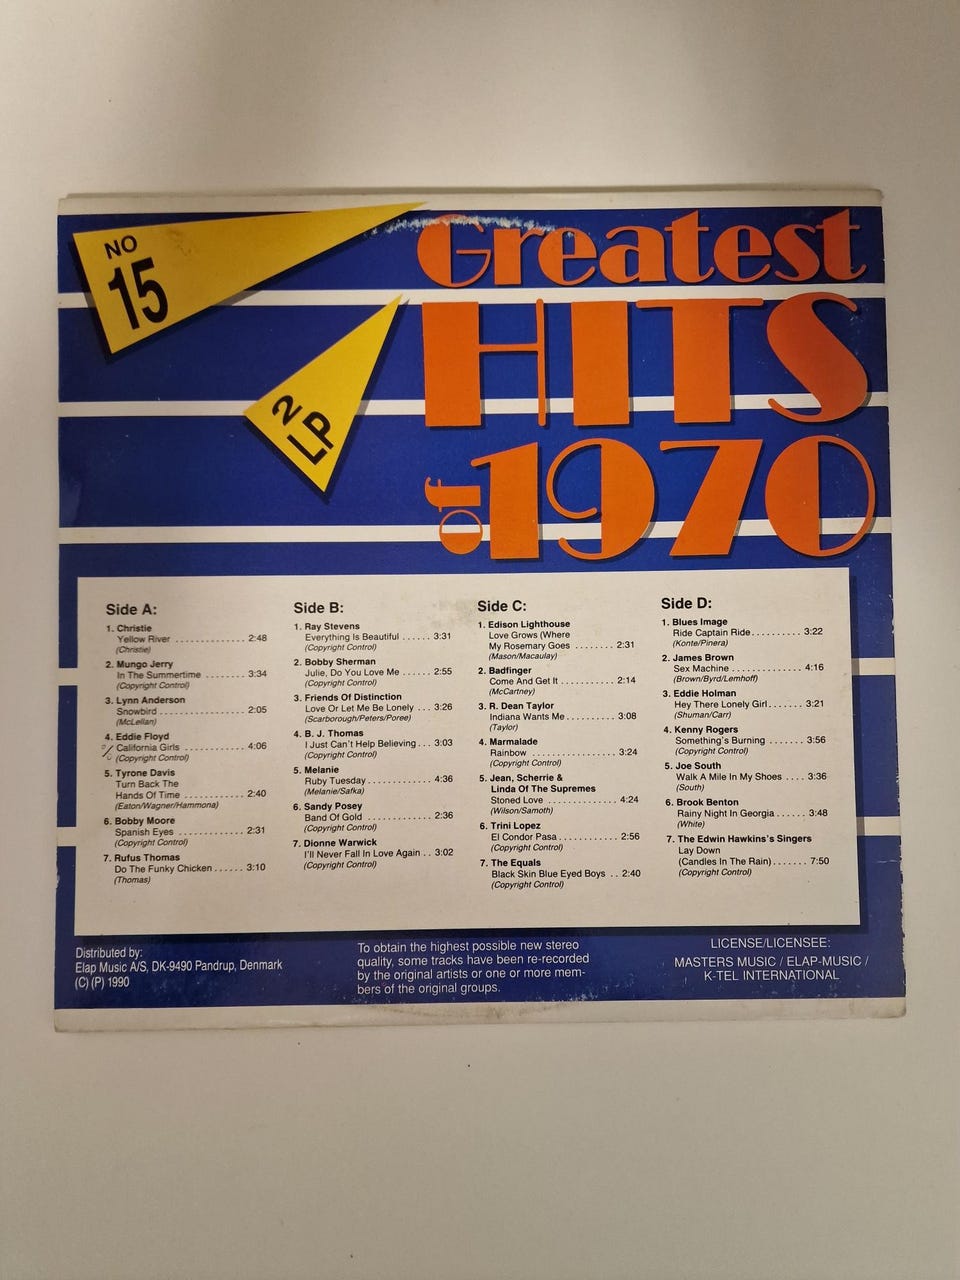 NO
15
2
LP
Greatest
HITS
of 1970
Side A:
1. Christie
Yellow River ............. 2:48
(Christie)
2. Mungo Jerry
In The Summertime ........ 3:34
(Copyright Control)
3. Lynn Anderson
Snowbird .................. 2:05
(McLellan)
4. Eddie Floyd
California Girls ............ 4:06
(Copyright Control)
5. Tyrone Davis
Turn Back The
Hands Of Time ........... 2:40
(Eaton/Wagner/Hammona)
6. Bobby Moore
Spanish Eyes ............. 2:31
(Copyright Control)
7. Rufus Thomas
Do The Funky Chicken ...... 3:10
(Thomas)
Side B:
1. Ray Stevens
Everything Is Beautiful ...... 3:31
(Copyright Control)
2. Bobby Sherman
Julie, Do You Love Me ...... 2:55
(Copyright Control)
3. Friends Of Distinction
Love Or Let Me Be Lonely ... 3:26
(Scarborough/Peters/Poree)
4. B. J. Thomas
I Just Can't Help Believing ... 3:03
(Copyright Control)
5. Melanie
Ruby Tuesday ............. 4:36
(Melanie/Safka)
6. Sandy Posey
Band Of Gold ............. 2:36
(Copyright Control)
7. Dionne Warwick
I'll Never Fall In Love Again .. 3:02
(Copyright Control)
Side C:
1. Edison Lighthouse
Love Grows (Where
My Rosemary Goes ........ 2:31
(Mason/Macaulay)
2. Badfinger
Come And Get It ........... 2:14
(McCartney)
3. R. Dean Taylor
Indiana Wants Me .......... 3:08
(Taylor)
4. Marmalade
Rainbow ................. 3:24
(Copyright Control)
5. Jean, Scherrie &
Linda Of The Supremes
Stoned Love .............. 4:24
(Wilson/Samoth)
6. Trini Lopez
El Condor Pasa ............ 2:56
(Copyright Control)
7. The Equals
Black Skin Blue Eyed Boys .. 2:40
(Copyright Control)
Side D:
1. Blues Image
Ride Captain Ride .......... 3:22
(Konte/Pinera)
2. James Brown
Sex Machine .............. 4:16
(Brown/Byrd/Lemhoff)
3. Eddie Holman
Hey There Lonely Girl ....... 3:21
(Shuman/Carr)
4. Kenny Rogers
Something's Burning ........ 3:56
(Copyright Control)
5. Joe South
Walk A Mile In My Shoes .... 3:36
(South)
6. Brook Benton
Rainy Night In Georgia ...... 3:48
(White)
7. The Edwin Hawkins's Singers
Lay Down
(Candles In The Rain) ....... 7:50
(Copyright Control)
Distributed by:
Elap Music A/S, DK-9490 Pandrup, Denmark
(C) (P) 1990
To obtain the highest possible new stereo
quality, some tracks have been re-recorded
by the original artists or one or more mem-
bers of the original groups.
LICENSE/LICENSEE:
MASTERS MUSIC / ELAP-MUSIC /
K-TEL INTERNATIONAL